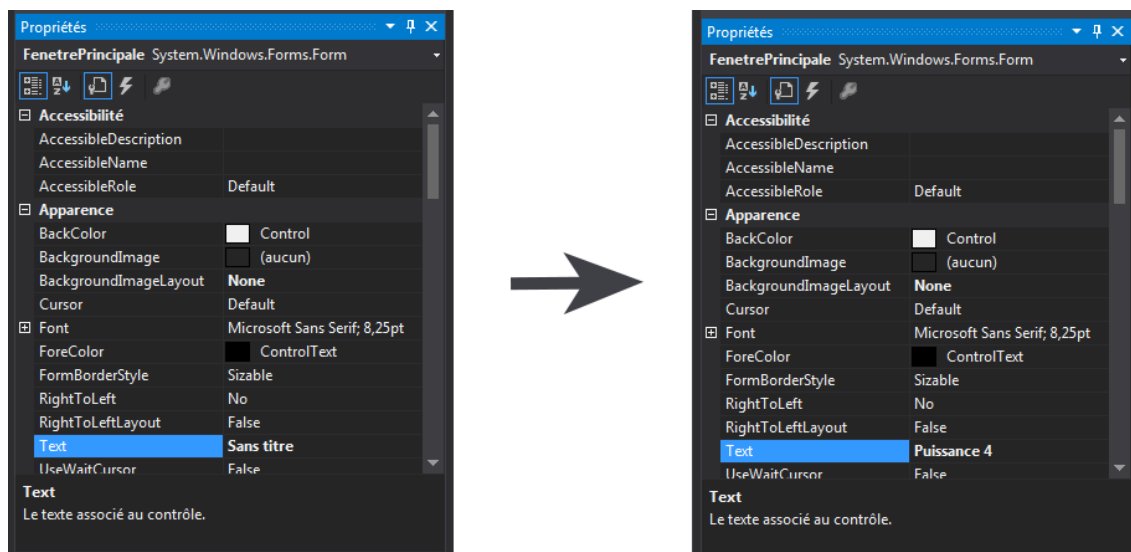 Propriétés
FenetrePrincipale System.Windows.Forms.Form
Accessibilité
AccessibleDescription
AccessibleName
AccessibleRole Default
Apparence
BackColor Control
BackgroundImage (aucun)
BackgroundImageLayout None
Cursor Default
Font Microsoft Sans Serif; 8,25pt
ForeColor ControlText
FormBorderStyle Sizable
RightToLeft No
RightToLeftLayout False
Text Sans titre
UseWaitCursor False
Text
Le texte associé au contrôle.
Propriétés
FenetrePrincipale System.Windows.Forms.Form
Accessibilité
AccessibleDescription
AccessibleName
AccessibleRole Default
Apparence
BackColor Control
BackgroundImage (aucun)
BackgroundImageLayout None
Cursor Default
Font Microsoft Sans Serif; 8,25pt
ForeColor ControlText
FormBorderStyle Sizable
RightToLeft No
RightToLeftLayout False
Text Puissance 4
UseWaitCursor False
Text
Le texte associé au contrôle.